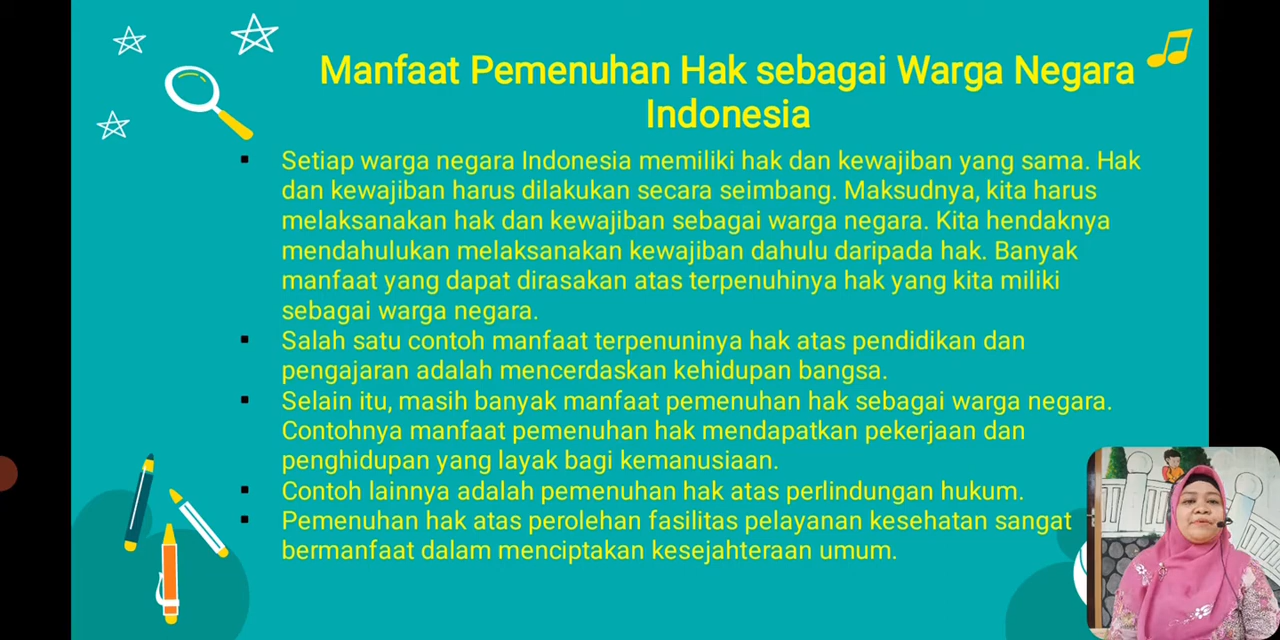 Manfaat Pemenuhan Hak sebagai Warga Negara
Indonesia
Setiap warga negara Indonesia memiliki hak dan kewajiban yang sama. Hak
dan kewajiban harus dilakukan secara seimbang. Maksudnya, kita harus
melaksanakan hak dan kewajiban sebagai warga negara. Kita hendaknya
mendahulukan melaksanakan kewajiban dahulu daripada hak. Banyak
manfaat yang dapat dirasakan atas terpenuhinya hak yang kita miliki
sebagai warga negara.
Salah satu contoh manfaat terpenuninya hak atas pendidikan dan
pengajaran adalah mencerdaskan kehidupan bangsa.
Selain itu, masih banyak manfaat pemenuhan hak sebagai warga negara.
Contohnya manfaat pemenuhan hak mendapatkan pekerjaan dan
penghidupan yang layak bagi kemanusiaan.
Contoh lainnya adalah pemenuhan hak atas perlindungan hukum.
Pemenuhan hak atas perolehan fasilitas pelayanan kesehatan sangat
bermanfaat dalam menciptakan kesejahteraan umum.